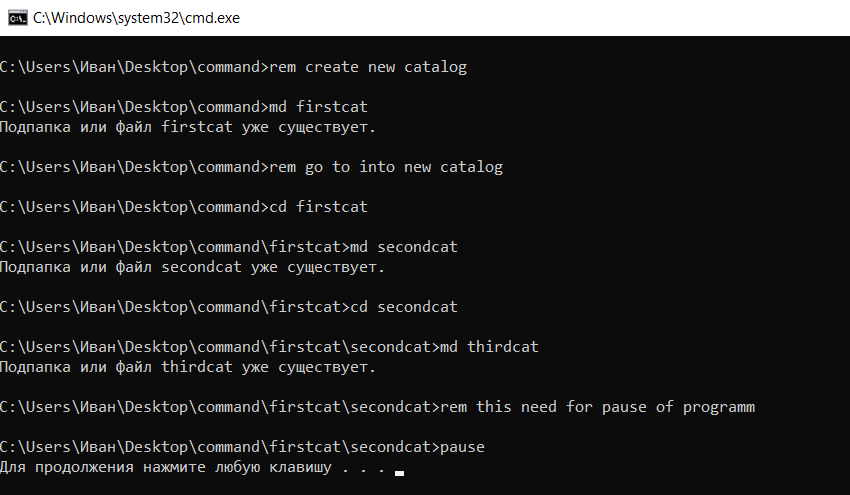 C:\Windows\system32\cmd.exe
C:\Users\Иван\Desktop\command>rem create new catalog
C:\Users\Иван\Desktop\command>md firstcat
Подпапка или файл firstcat уже существует.
C:\Users\Иван\Desktop\command>rem go to into new catalog
C:\Users\Иван\Desktop\command>cd firstcat
C:\Users\Иван\Desktop\command\firstcat>md secondcat
Подпапка или файл secondcat уже существует.
C:\Users\Иван\Desktop\command\firstcat>cd secondcat
C:\Users\Иван\Desktop\command\firstcat\secondcat>md thirdcat
Подпапка или файл thirdcat уже существует.
C:\Users\Иван\Desktop\command\firstcat\secondcat>rem this need for pause of programm
C:\Users\Иван\Desktop\command\firstcat\secondcat>pause
Для продолжения нажмите любую клавишу . . .